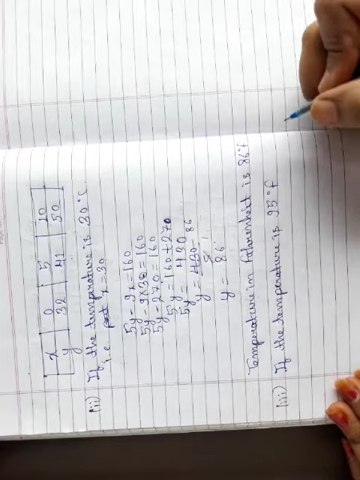 x 0 5 10
y 32 41 50
(ii) If the temperature is 30°C
i.e. put x = 30
5y - 9x = 160
5y - 9×30 = 160
5y - 270 = 160
5y = 160 + 270
5y = 430
y = 430 86
5
y = 86
Temperature in Fahrenheit is 86°F
(iii) If the temperature is 95°F